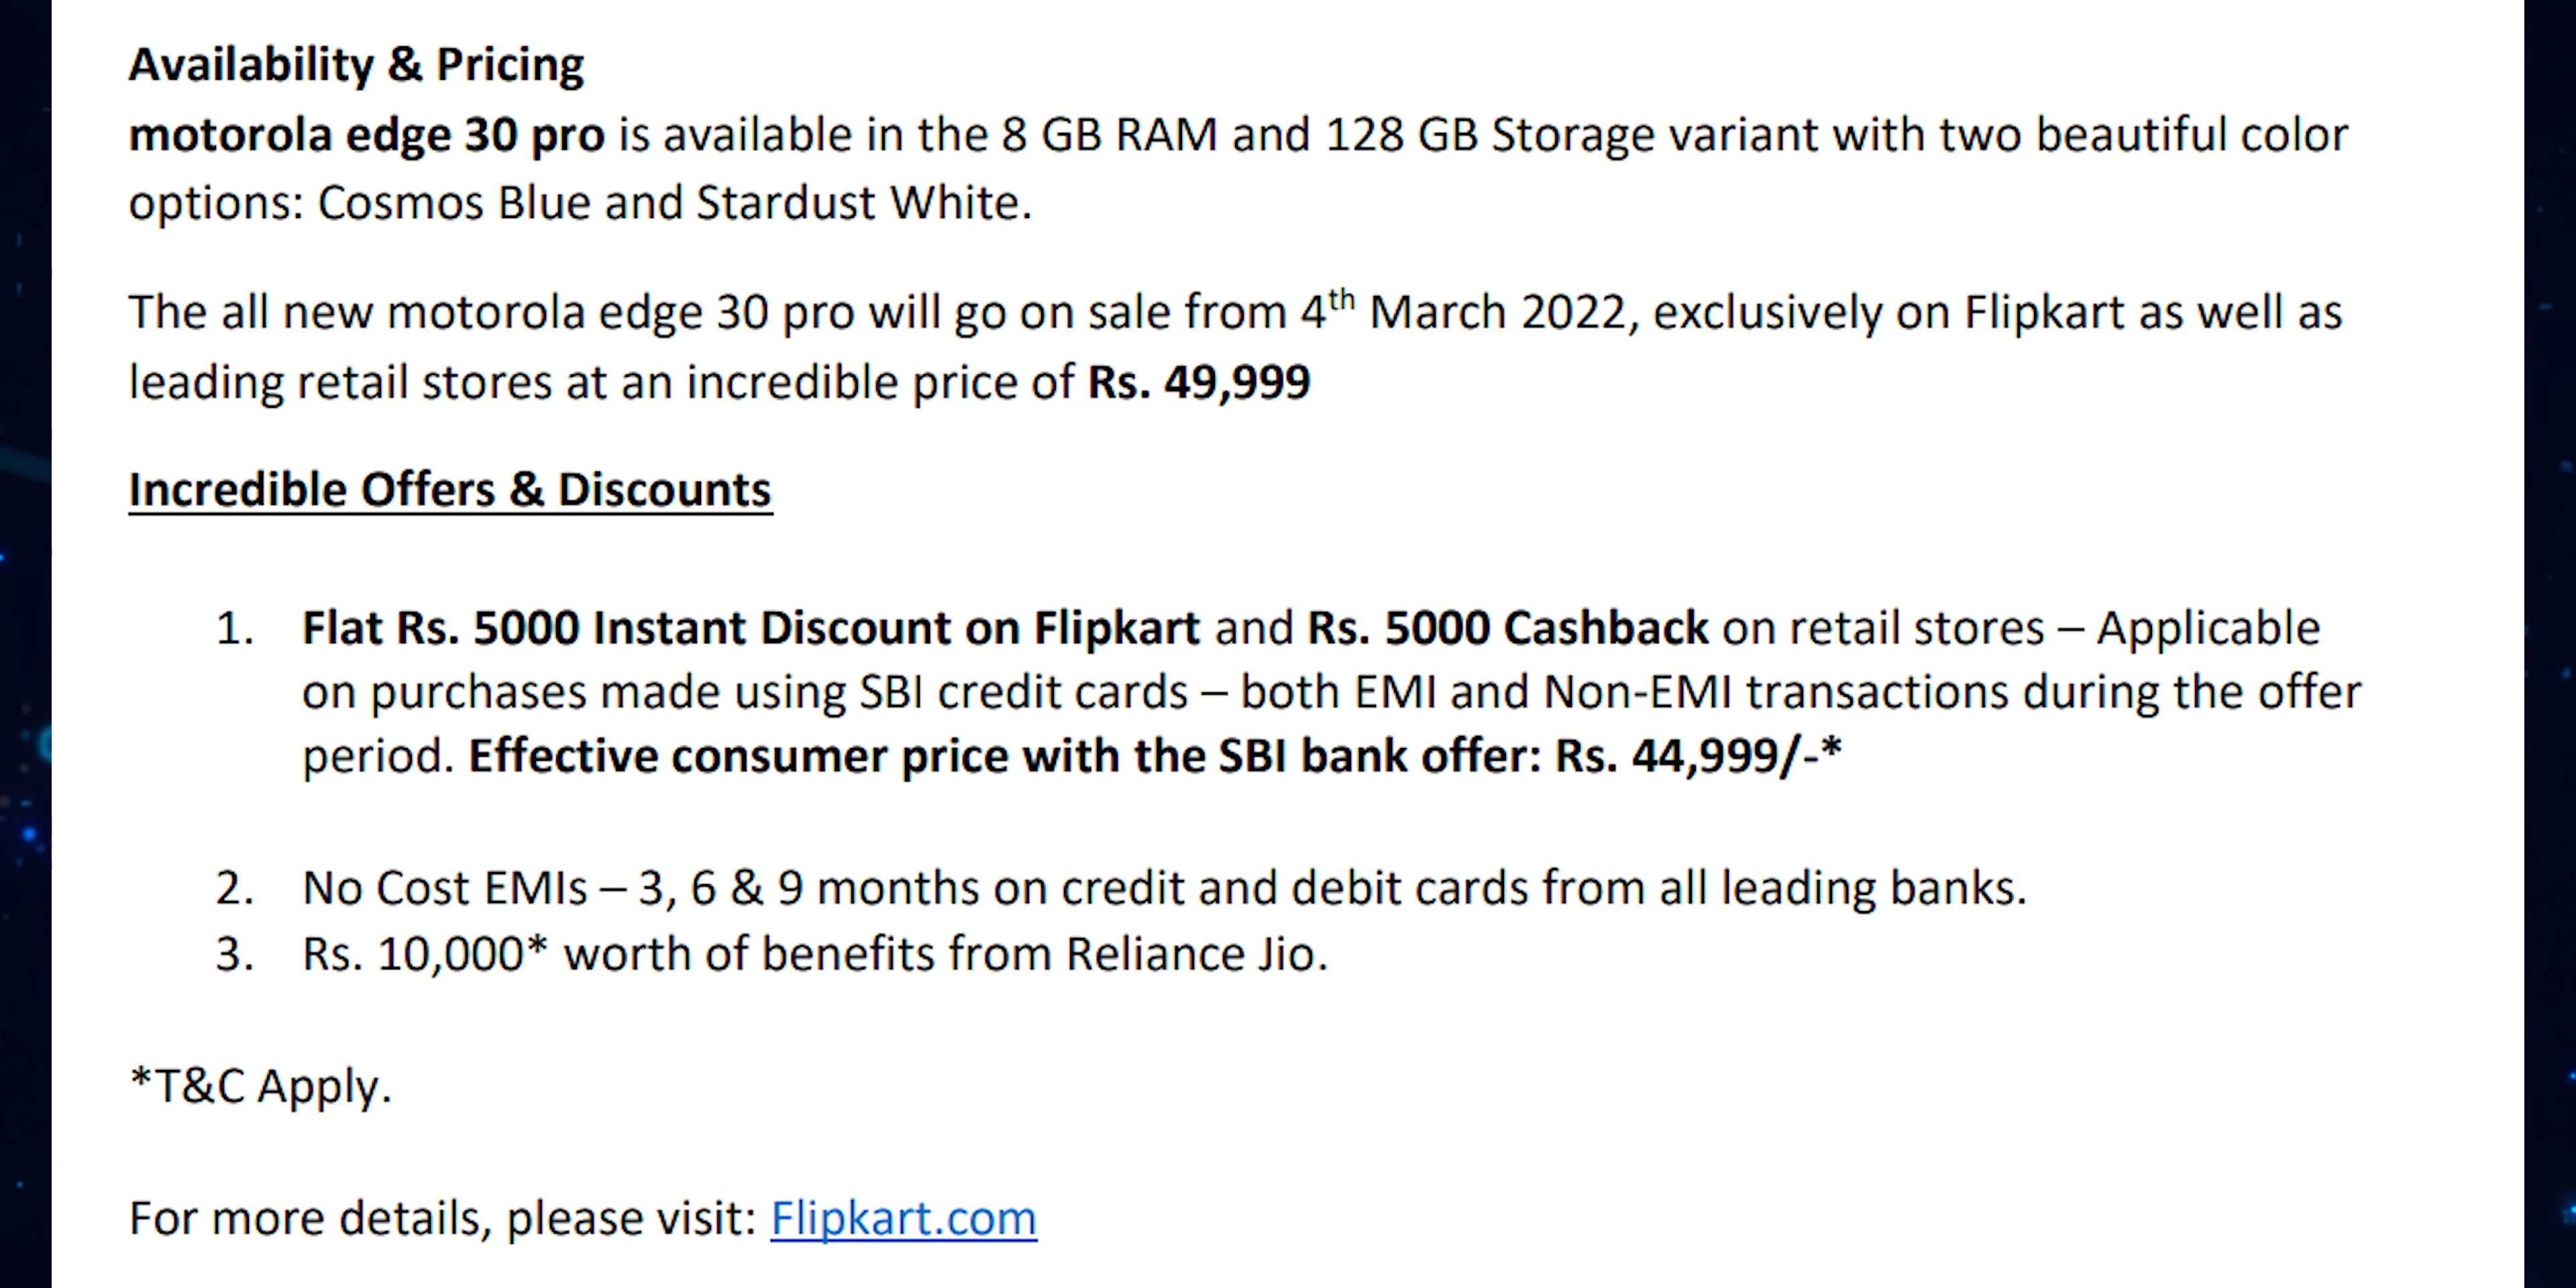 Availability & Pricing
motorola edge 30 pro is available in the 8 GB RAM and 128 GB Storage variant with two beautiful color
options: Cosmos Blue and Stardust White.
The all new motorola edge 30 pro will go on sale from 4th March 2022, exclusively on Flipkart as well as
leading retail stores at an incredible price of Rs. 49,999
Incredible Offers & Discounts
1. Flat Rs. 5000 Instant Discount on Flipkart and Rs. 5000 Cashback on retail stores – Applicable
on purchases made using SBI credit cards – both EMI and Non-EMI transactions during the offer
period. Effective consumer price with the SBI bank offer: Rs. 44,999/-*
2. No Cost EMIs – 3, 6 & 9 months on credit and debit cards from all leading banks.
3. Rs. 10,000* worth of benefits from Reliance Jio.
*T&C Apply.
For more details, please visit: Flipkart.com